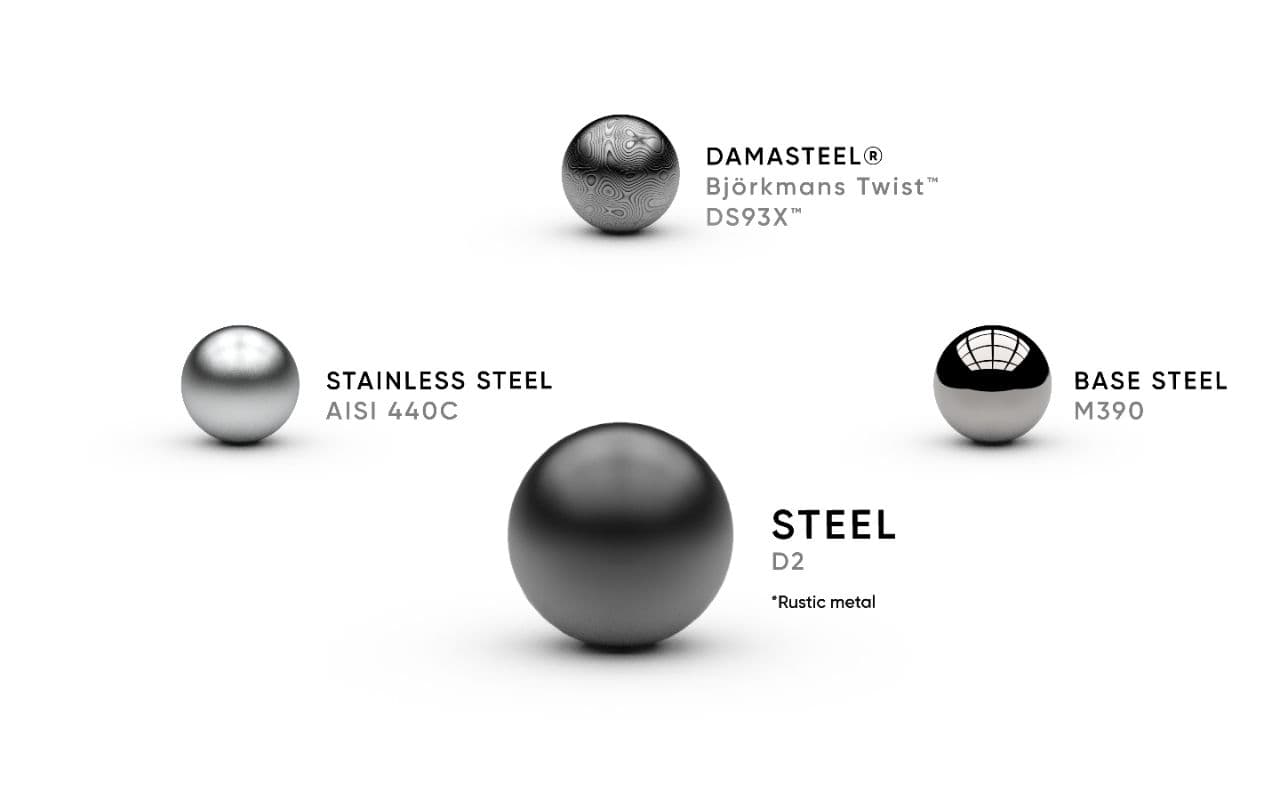 DAMASTEEL®
Björkmans Twist™
DS93X™
STAINLESS STEEL
AISI 440C
BASE STEEL
M390
STEEL
D2
*Rustic metal